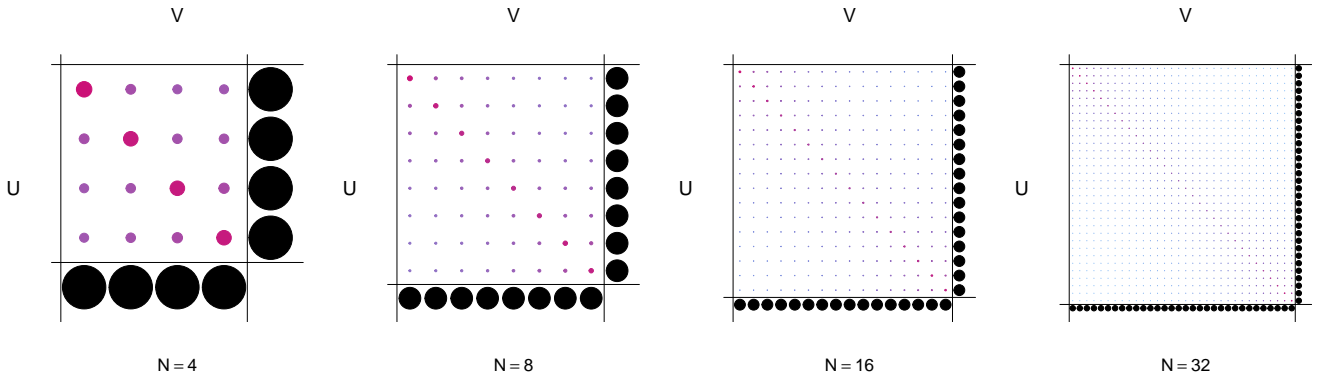 V V V V
U U U U
N = 4 N = 8 N = 16 N = 32